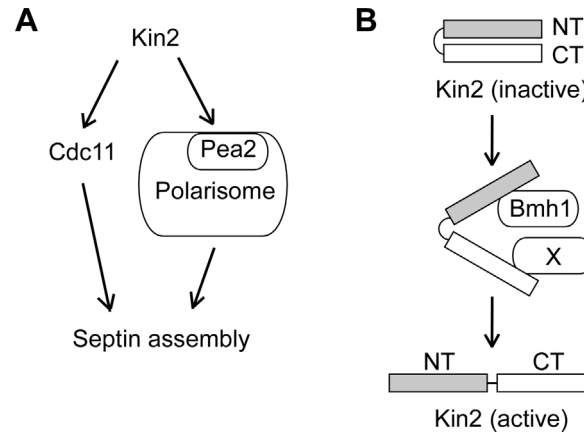 A
Kin2
Cdc11
Pea2
Polarisome
Septin assembly
B
NT
CT
Kin2 (inactive)
Bmh1
X
NT CT
Kin2 (active)